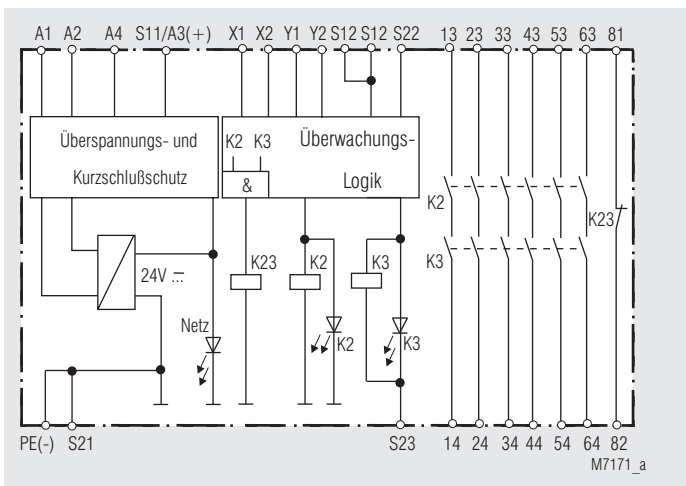 A1 A2 A4 S11/A3(+) X1 X2 Y1 Y2 S12 S12 S22 13 23 33 43 53 63 81
Überspannungs- und
Kurzschlußschutz
K2 K3
&
Überwachungs-
Logik
K2
K23
K3
24V
K23
K2
K3
Netz
K2
K3
PE(-) S21 S23 14 24 34 44 54 64 82
M7171_a